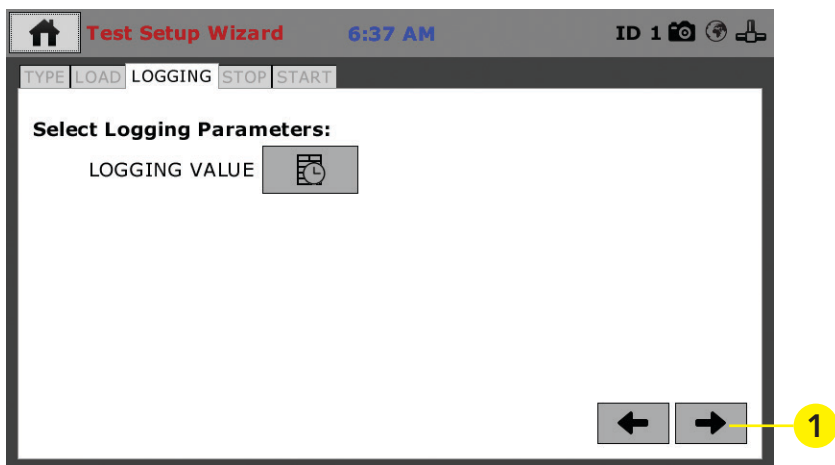 Test Setup Wizard 6:37 AM ID 1
TYPE LOAD LOGGING STOP START
Select Logging Parameters:
LOGGING VALUE
1